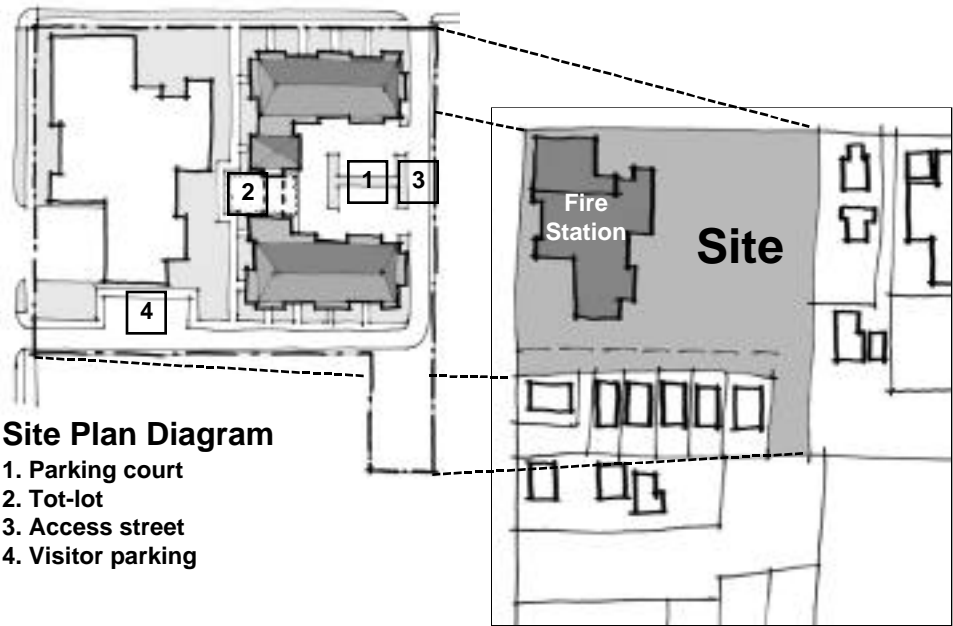 1
3
2
4
Fire
Station
Site
Site Plan Diagram
1. Parking court
2. Tot-lot
3. Access street
4. Visitor parking